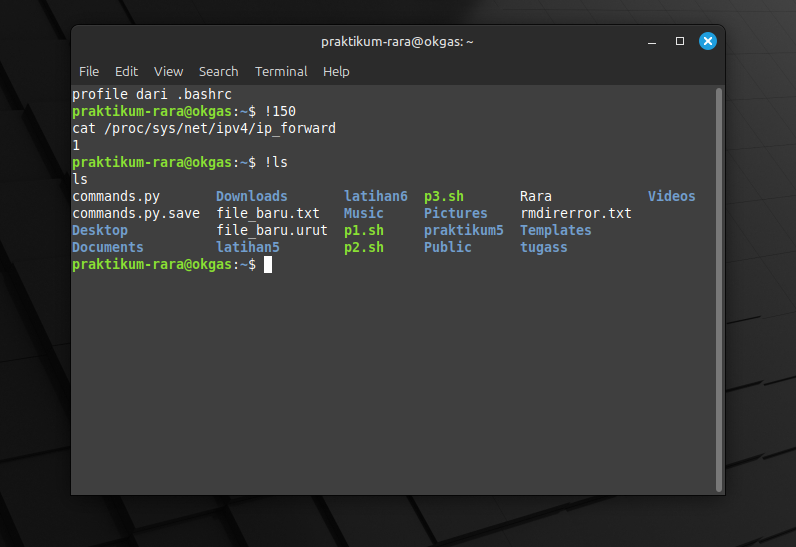 praktikum-rara@okgas: ~
File Edit View Search Terminal Help
profile dari .bashrc
praktikum-rara@okgas:~$ !150
cat /proc/sys/net/ipv4/ip_forward
1
praktikum-rara@okgas:~$ !ls
ls
commands.py Downloads latihan6 p3.sh Rara Videos
commands.py.save file_baru.txt Music Pictures rmdirerror.txt
Desktop file_baru.urut p1.sh praktikum5 Templates
Documents latihan5 p2.sh Public tugass
praktikum-rara@okgas:~$